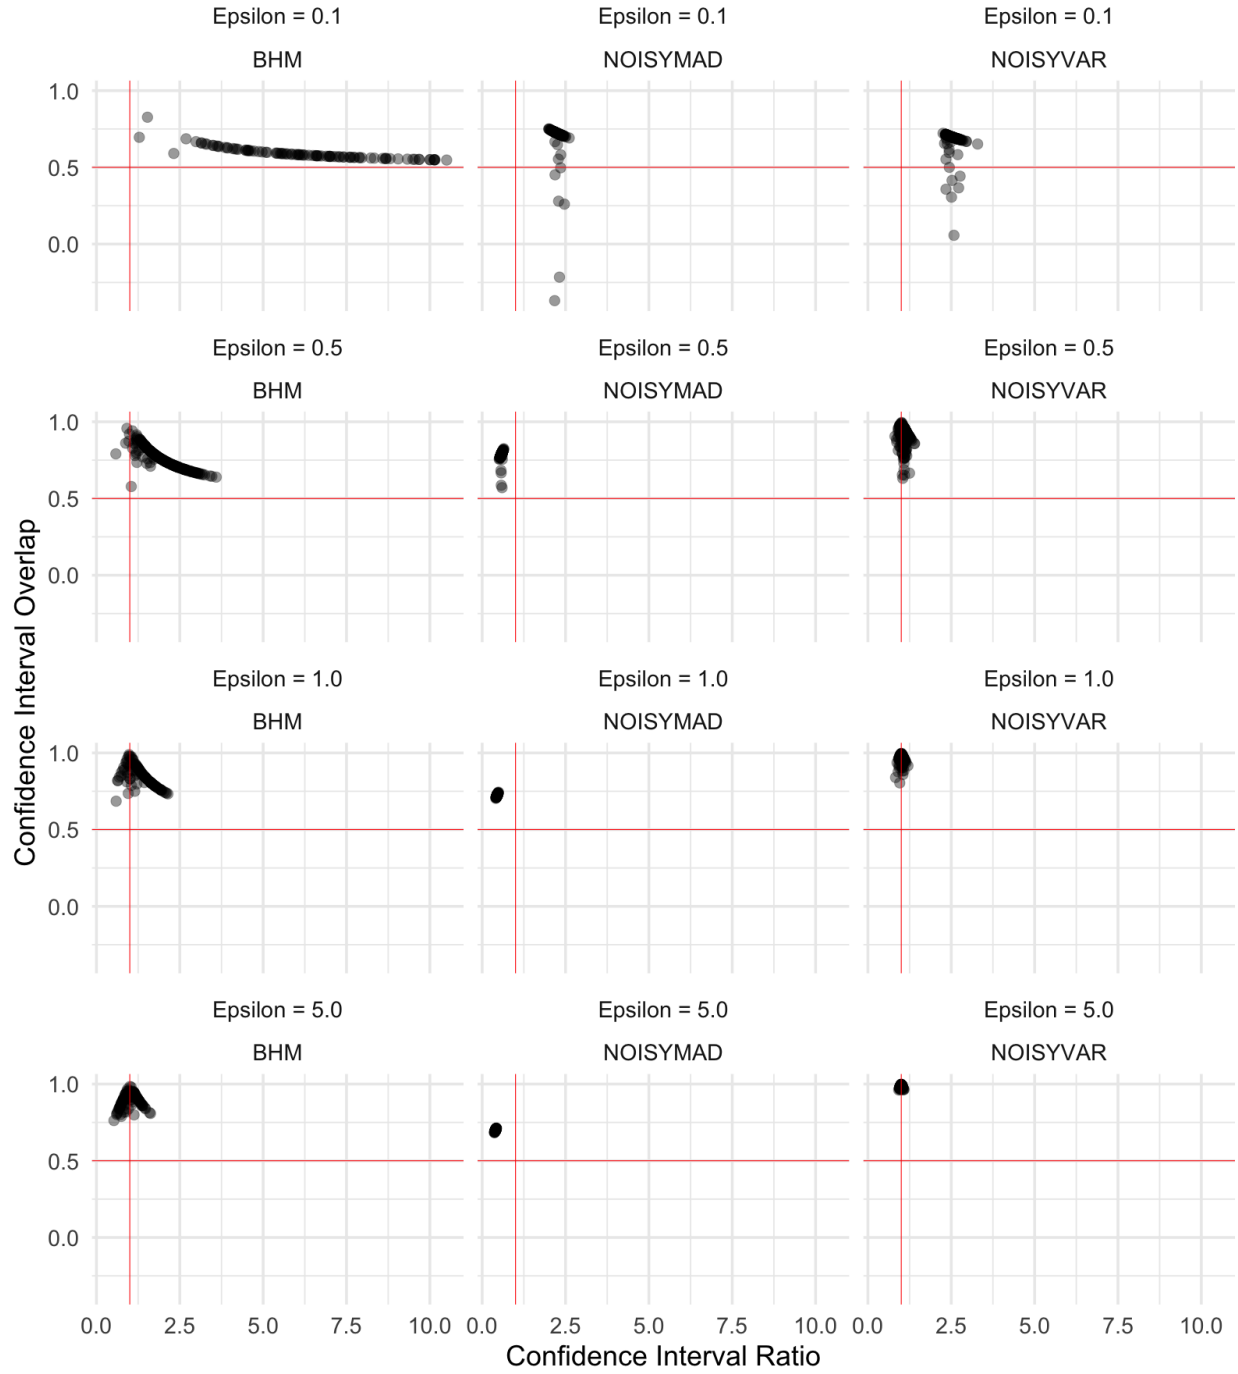 Epsilon = 0.1 Epsilon = 0.1 Epsilon = 0.1
BHM NOISYMAD NOISYVAR
1.0
0.5
0.0
Epsilon = 0.5 Epsilon = 0.5 Epsilon = 0.5
BHM NOISYMAD NOISYVAR
1.0
0.5
0.0
Confidence Interval Overlap
Epsilon = 1.0 Epsilon = 1.0 Epsilon = 1.0
BHM NOISYMAD NOISYVAR
1.0
0.5
0.0
Epsilon = 5.0 Epsilon = 5.0 Epsilon = 5.0
BHM NOISYMAD NOISYVAR
1.0
0.5
0.0
0.0 2.5 5.0 7.5 10.0 0.0 2.5 5.0 7.5 10.0 0.0 2.5 5.0 7.5 10.0
Confidence Interval Ratio